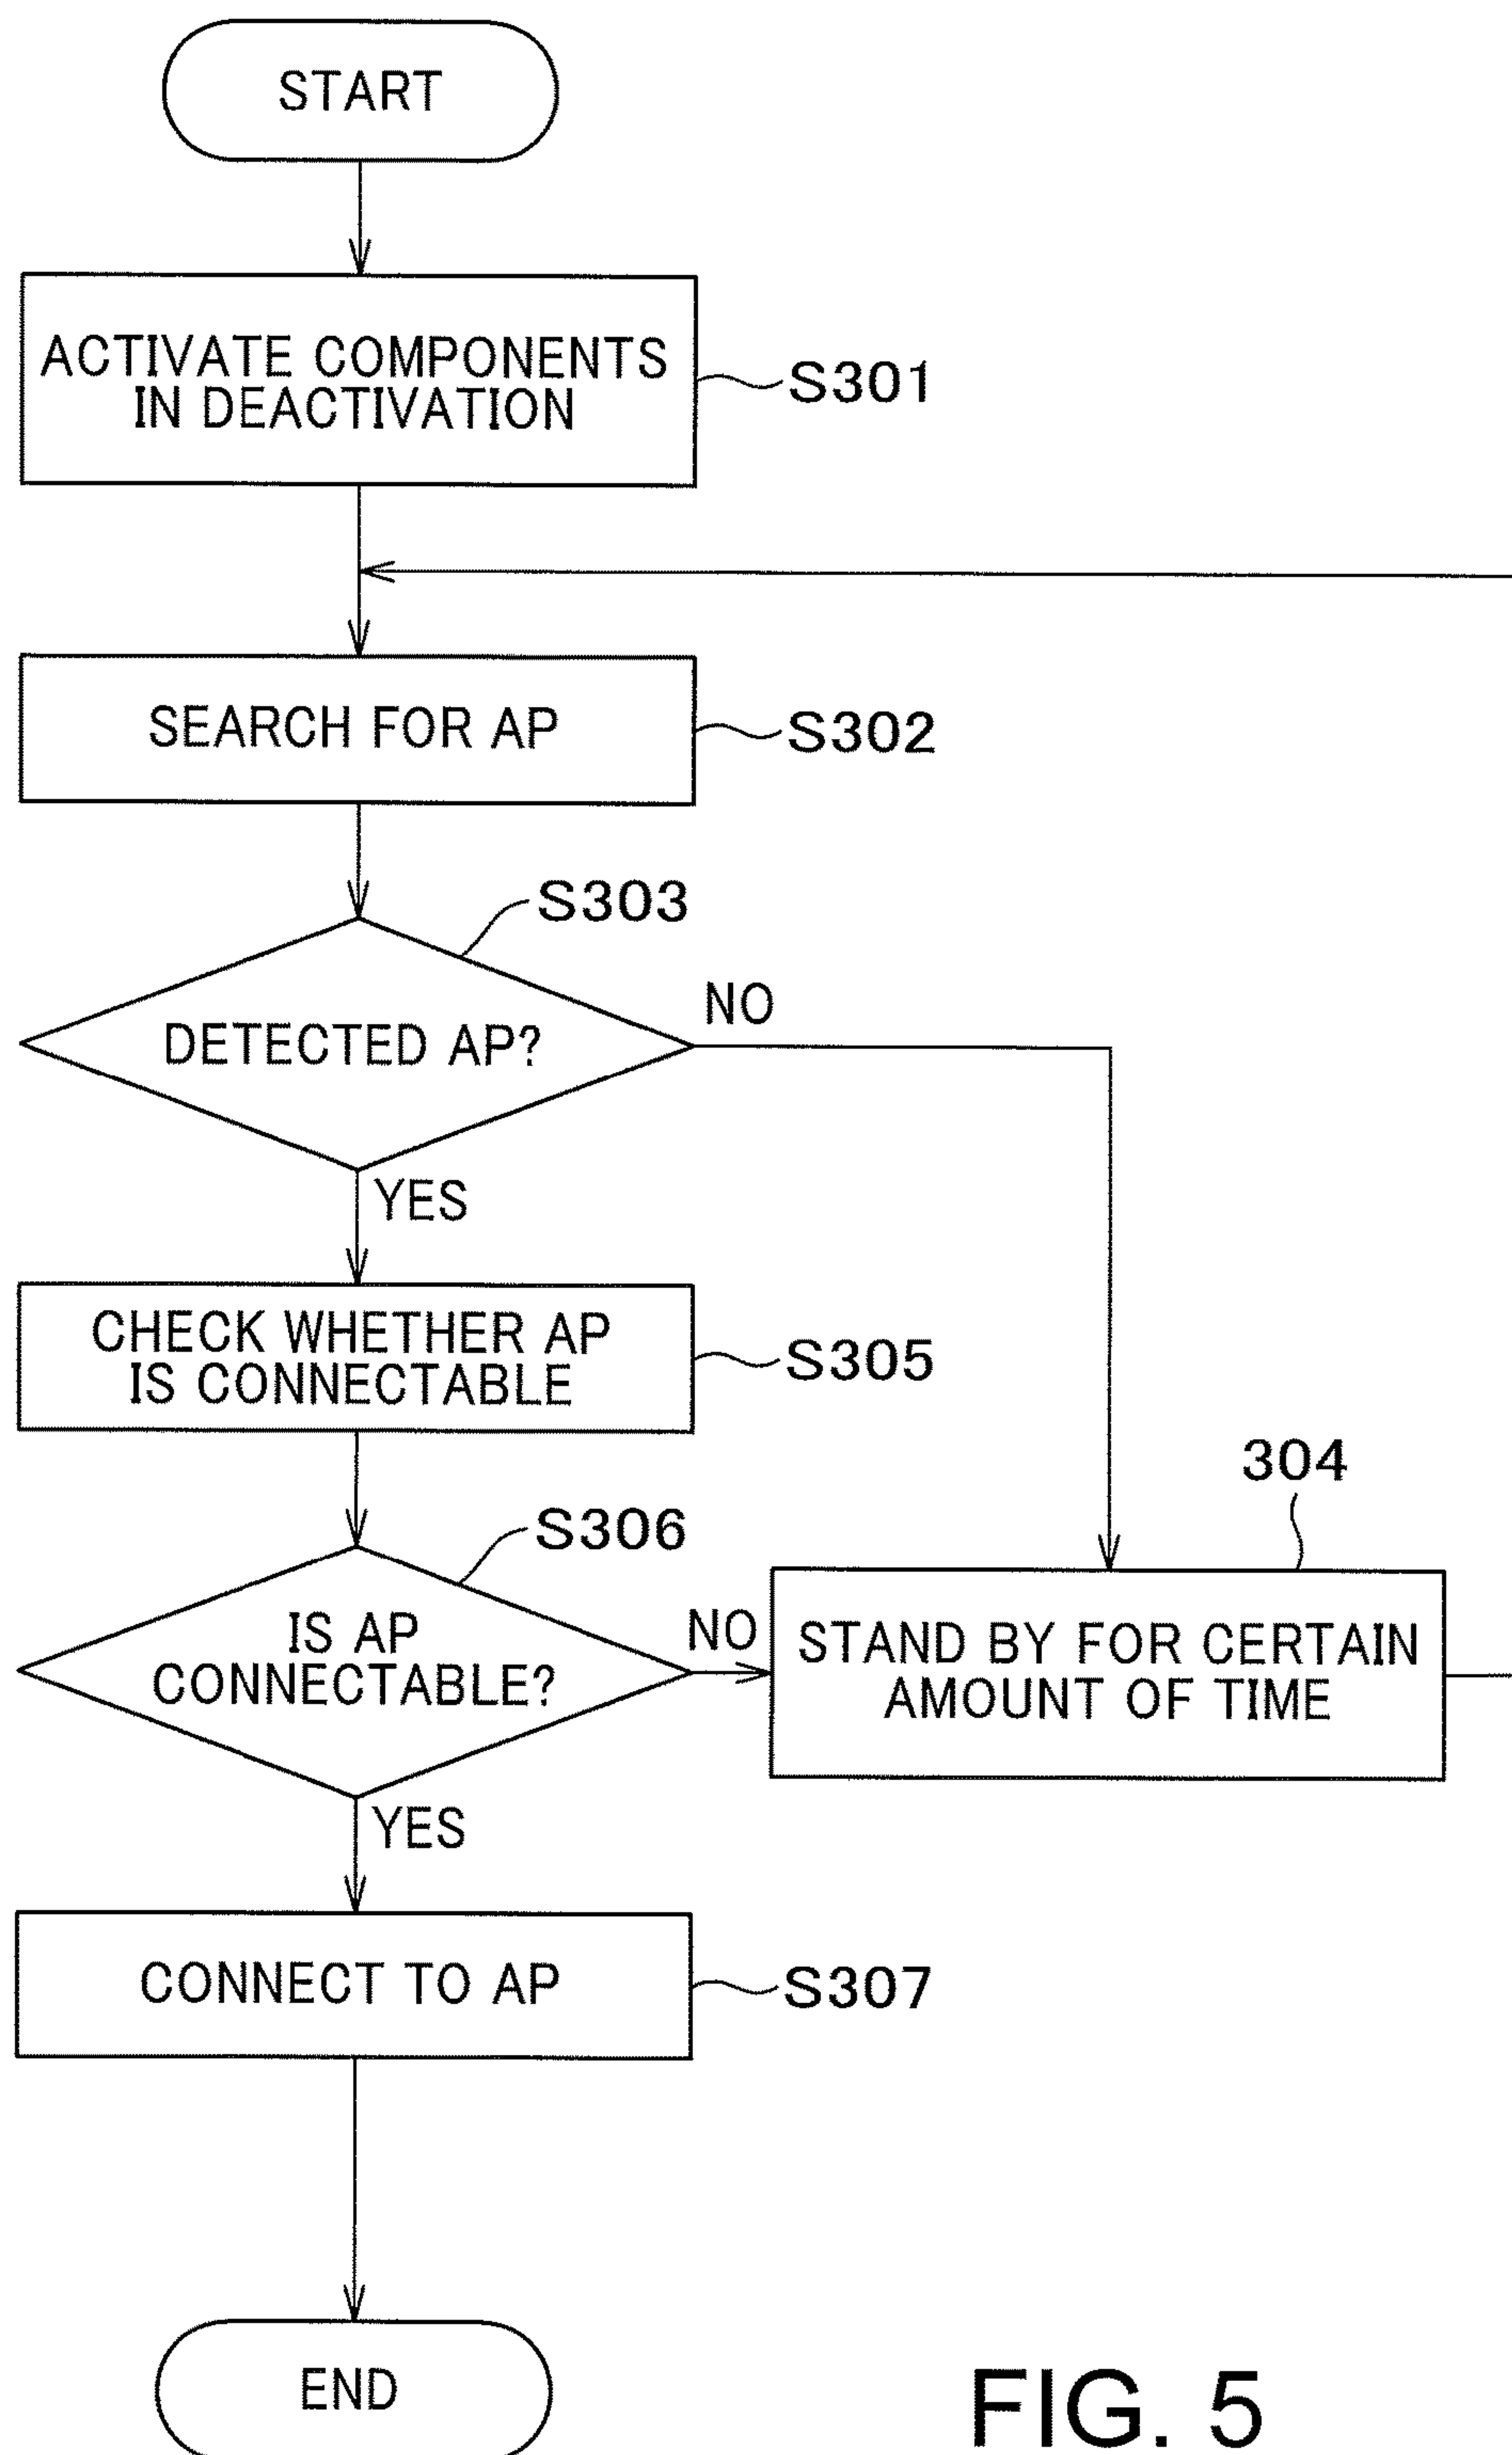 START
ACTIVATE COMPONENTS
IN DEACTIVATION
S301
SEARCH FOR AP
S302
S303
DETECTED AP?
NO
YES
CHECK WHETHER AP
IS CONNECTABLE
S305
304
S306
IS AP
CONNECTABLE?
NO
STAND BY FOR CERTAIN
AMOUNT OF TIME
YES
CONNECT TO AP
S307
END
FIG. 5